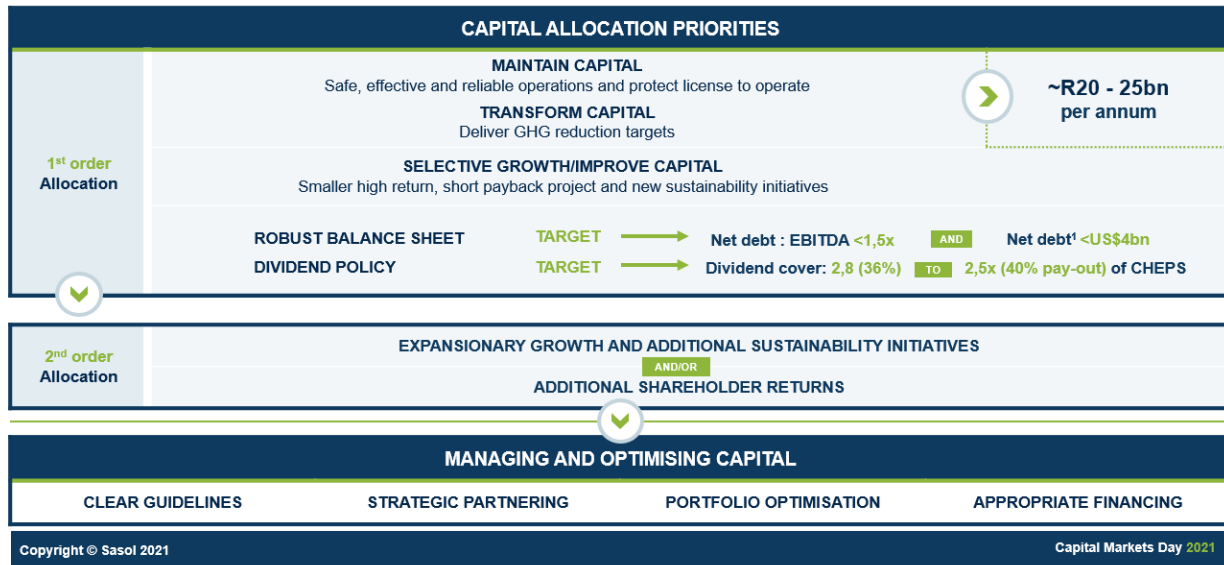 CAPITAL ALLOCATION PRIORITIES
1st order
Allocation
MAINTAIN CAPITAL
Safe, effective and reliable operations and protect license to operate
TRANSFORM CAPITAL
Deliver GHG reduction targets
~R20 - 25bn
per annum
SELECTIVE GROWTH/IMPROVE CAPITAL
Smaller high return, short payback project and new sustainability initiatives
ROBUST BALANCE SHEET TARGET Net debt : EBITDA <1,5x AND Net debt¹ <US$4bn
DIVIDEND POLICY TARGET Dividend cover: 2,8 (36%) TO 2,5x (40% pay-out) of CHEPS
2nd order
Allocation
EXPANSIONARY GROWTH AND ADDITIONAL SUSTAINABILITY INITIATIVES
AND/OR
ADDITIONAL SHAREHOLDER RETURNS
MANAGING AND OPTIMISING CAPITAL
CLEAR GUIDELINES STRATEGIC PARTNERING PORTFOLIO OPTIMISATION APPROPRIATE FINANCING
Copyright © Sasol 2021 Capital Markets Day 2021